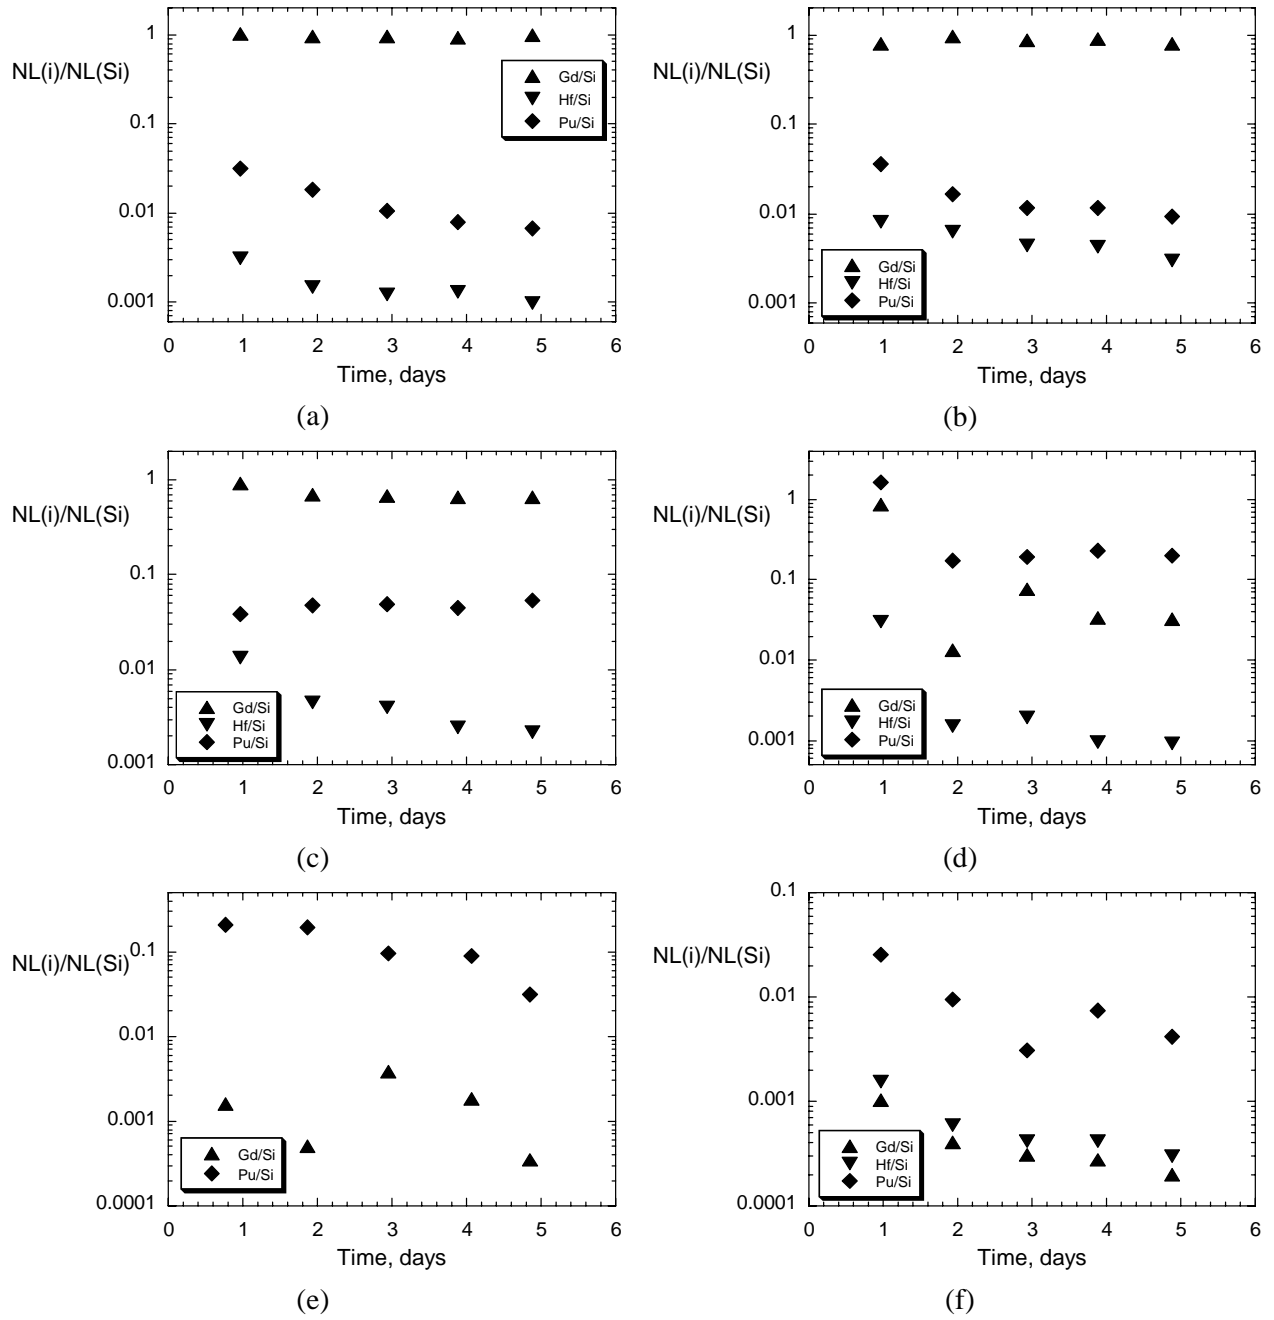 1
NL(i)/NL(Si)
0.1
0.01
0.001
Gd/Si
Hf/Si
Pu/Si
0 1 2 3 4 5 6
Time, days
(a)
1
NL(i)/NL(Si)
0.1
0.01
0.001
Gd/Si
Hf/Si
Pu/Si
0 1 2 3 4 5 6
Time, days
(b)
1
NL(i)/NL(Si)
0.1
0.01
0.001
Gd/Si
Hf/Si
Pu/Si
0 1 2 3 4 5 6
Time, days
(c)
1
NL(i)/NL(Si)
0.1
0.01
0.001
Gd/Si
Hf/Si
Pu/Si
0 1 2 3 4 5 6
Time, days
(d)
NL(i)/NL(Si)
0.1
0.01
0.001
0.0001
Gd/Si
Pu/Si
0 1 2 3 4 5 6
Time, days
(e)
0.1
NL(i)/NL(Si)
0.01
0.001
0.0001
Gd/Si
Hf/Si
Pu/Si
0 1 2 3 4 5 6
Time, days
(f)